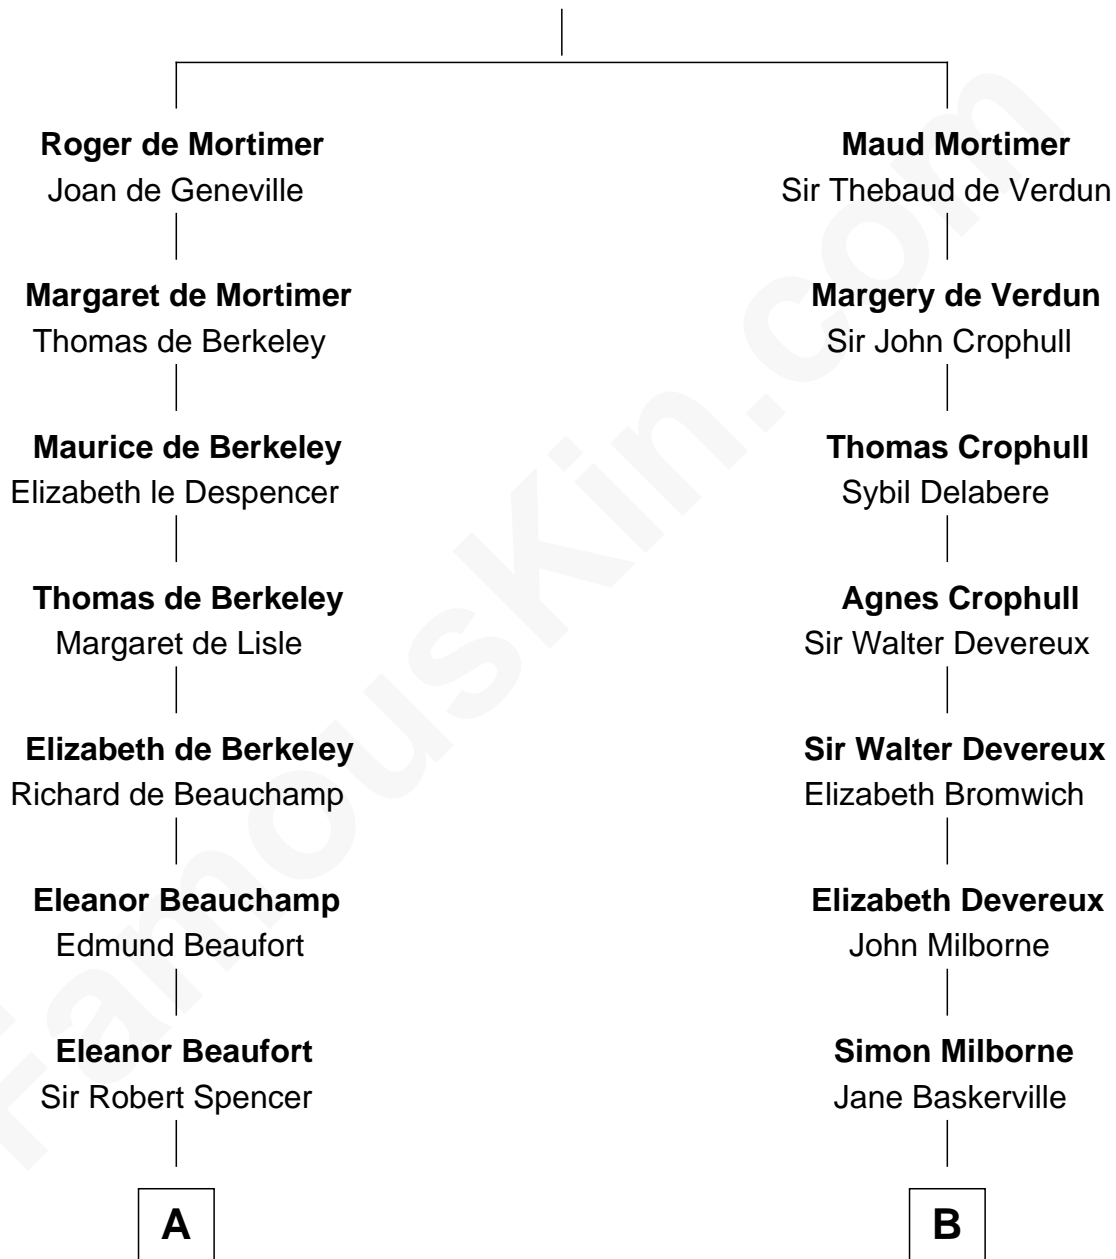 Roger de Mortimer
Joan de Geneville
Maud Mortimer
Sir Thebaud de Verdun
Margaret de Mortimer
Thomas de Berkeley
Margery de Verdun
Sir John Crophull
Maurice de Berkeley
Elizabeth le Despencer
Thomas Crophull
Sybil Delabere
Thomas de Berkeley
Margaret de Lisle
Agnes Crophull
Sir Walter Devereux
Elizabeth de Berkeley
Richard de Beauchamp
Sir Walter Devereux
Elizabeth Bromwich
Eleanor Beauchamp
Edmund Beaufort
Elizabeth Devereux
John Milborne
Eleanor Beaufort
Sir Robert Spencer
Simon Milborne
Jane Baskerville
A
B
FamousKin.com